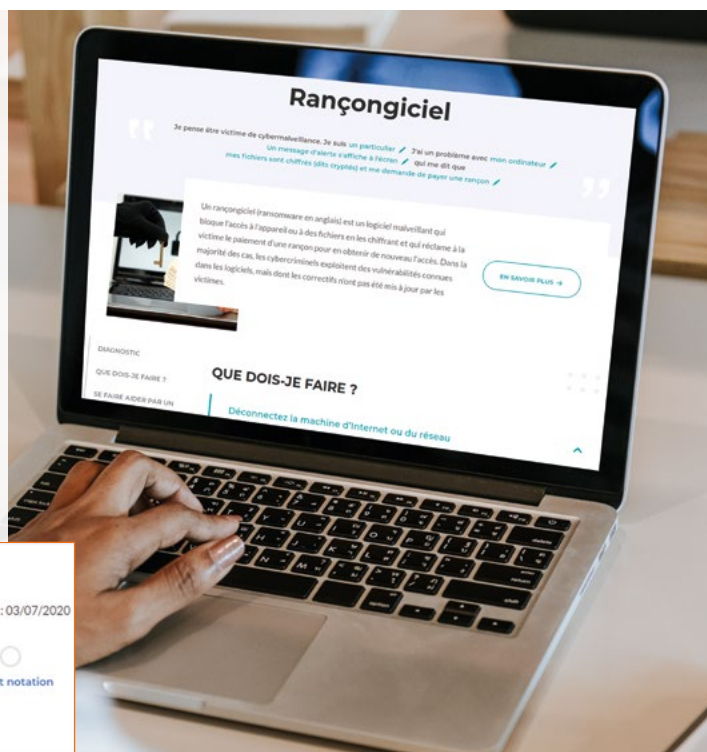 Rançongiciel
Je pense être victime de cybermalveillance. Je suis un particulier J'ai un problème avec mon ordinateur
Un message d'alerte s'affiche à l'écran qui me dit que
mes fichiers sont chiffrés (dits cryptés) et me demande de payer une rançon
Un rançongiciel (ransomware en anglais) est un logiciel malveillant qui
bloque l'accès à l'appareil ou à des fichiers en les chiffrant et qui réclame à la
victime le paiement d'une rançon pour en obtenir de nouveau l'accès. Dans la
majorité des cas, les cybercriminels exploitent des vulnérabilités connues
dans les logiciels, mais dont les correctifs n'ont pas été mis à jour par les
victimes.
EN SAVOIR PLUS →
DIAGNOSTIC
QUE DOIS-JE FAIRE ?
SE FAIRE AIDER PAR UN
QUE DOIS-JE FAIRE ?
Déconnectez la machine d'Internet ou du réseau
: 03/07/2020
t notation